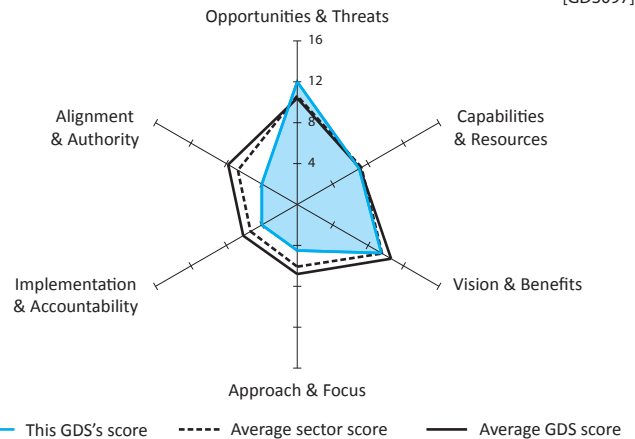 Opportunities & Threats
16
12
8
4
Alignment
& Authority
Capabilities
& Resources
Implementation
& Accountability
Vision & Benefits
Approach & Focus
This GDS's score
Average sector score
Average GDS score